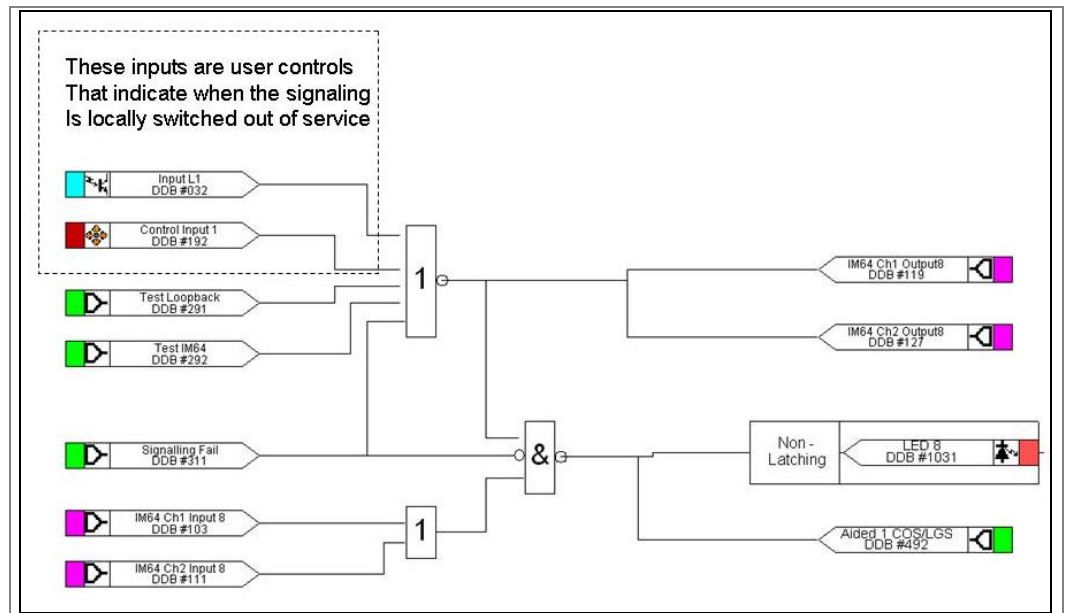 These inputs are user controls
That indicate when the signaling
Is locally switched out of service
Input L1
DDB #032
Control Input 1
DDB #192
Test Loopback
DDB #291
Test IM64
DDB #292
1
IM64 Ch1 Output8
DDB #119
IM64 Ch2 Output8
DDB #127
Signalling Fail
DDB #311
&
Non -
Latching
LED 8
DDB #1031
IM64 Ch1 Input 8
DDB #103
IM64 Ch2 Input 8
DDB #111
1
Aided 1 COS/LGS
DDB #492